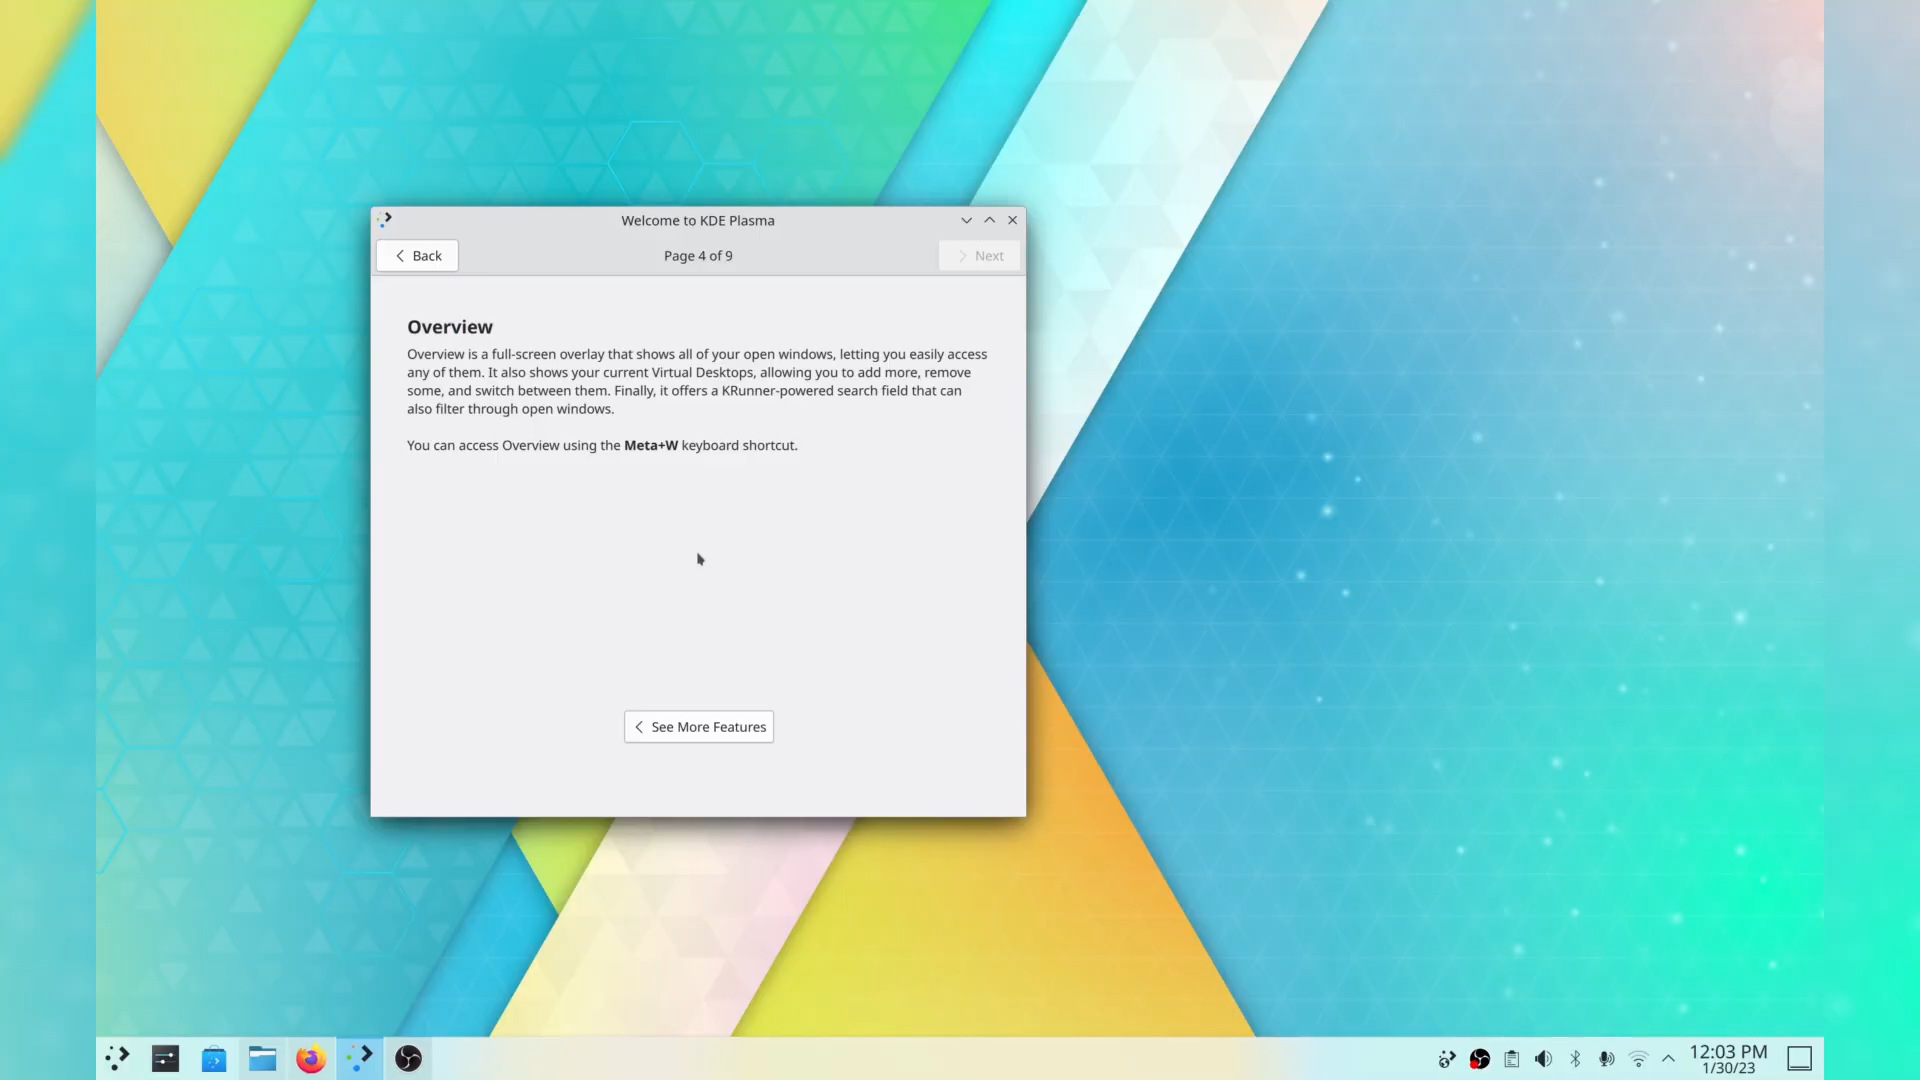 Welcome to KDE Plasma
Back
Page 4 of 9
Next
Overview
Overview is a full-screen overlay that shows all of your open windows, letting you easily access
any of them. It also shows your current Virtual Desktops, allowing you to add more, remove
some, and switch between them. Finally, it offers a KRunner-powered search field that can
also filter through open windows.
You can access Overview using the Meta+W keyboard shortcut.
See More Features
12:03 PM
1/30/23